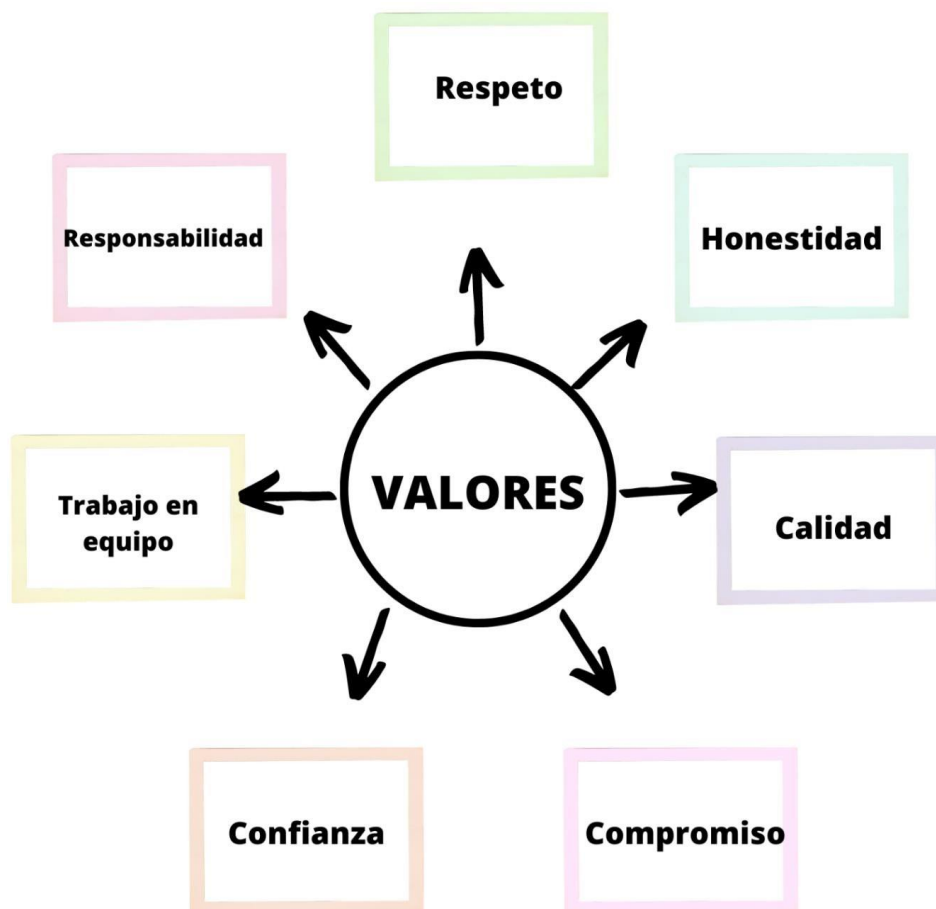 Respeto
Responsabilidad
Honestidad
VALORES
Trabajo en
equipo
Calidad
Confianza
Compromiso